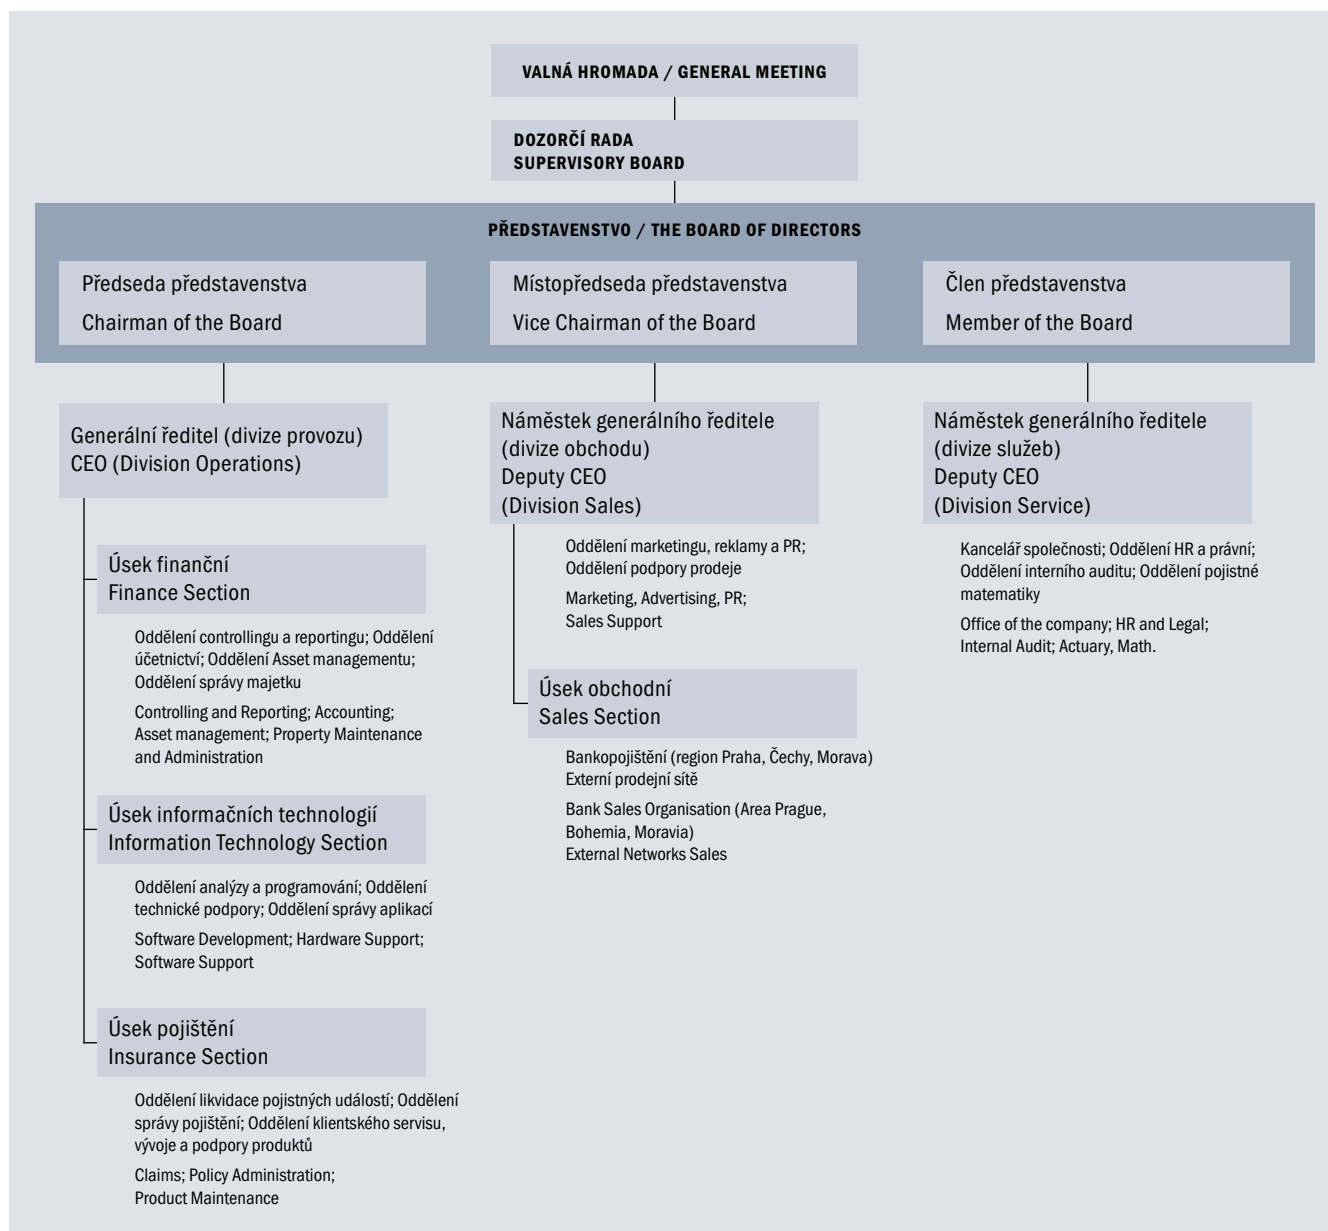 VALNÁ HROMADA / GENERAL MEETING
DOZORČÍ RADA
SUPERVISORY BOARD
PŘEDSTAVENSTVO / THE BOARD OF DIRECTORS
Předseda představenstva
Chairman of the Board
Místopředseda představenstva
Vice Chairman of the Board
Člen představenstva
Member of the Board
Generální ředitel (divize provozu)
CEO (Division Operations)
Úsek finanční
Finance Section
Oddělení controllingu a reportingu; Oddělení
účetnictví; Oddělení Asset managementu;
Oddělení správy majetku
Controlling and Reporting; Accounting;
Asset management; Property Maintenance
and Administration
Úsek informačních technologií
Information Technology Section
Oddělení analýzy a programování; Oddělení
technické podpory; Oddělení správy aplikací
Software Development; Hardware Support;
Software Support
Úsek pojištění
Insurance Section
Oddělení likvidace pojistných událostí; Oddělení
správy pojištění; Oddělení klientského servisu,
vývoje a podpory produktů
Claims; Policy Administration;
Product Maintenance
Náměstek generálního ředitele
(divize obchodu)
Deputy CEO
(Division Sales)
Oddělení marketingu, reklamy a PR;
Oddělení podpory prodeje
Marketing, Advertising, PR;
Sales Support
Úsek obchodní
Sales Section
Bankopojištění (region Praha, Čechy, Morava)
Externí prodejní sítě
Bank Sales Organisation (Area Prague,
Bohemia, Moravia)
External Networks Sales
Náměstek generálního ředitele
(divize služeb)
Deputy CEO
(Division Service)
Kancelář společnosti; Oddělení HR a právní;
Oddělení interního auditu; Oddělení pojistné
matematiky
Office of the company; HR and Legal;
Internal Audit; Actuary, Math.